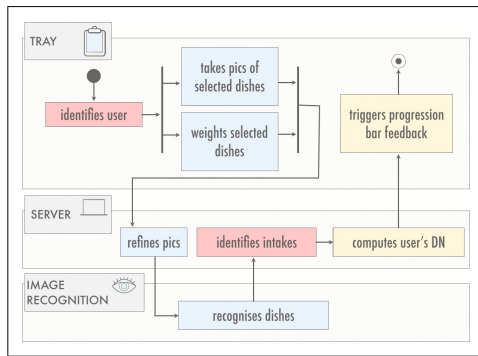 TRAY
identifies user
takes pics of
selected dishes
weights selected
dishes
triggers progression
bar feedback
SERVER
refines pics
identifies intakes
computes user's DN
IMAGE
RECOGNITION
recognises dishes